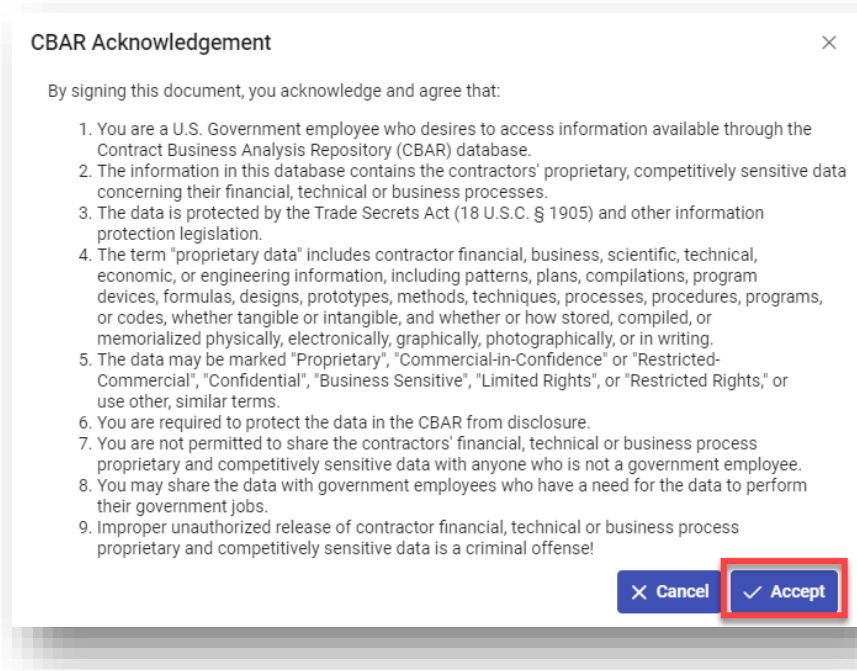 CBAR Acknowledgement
By signing this document, you acknowledge and agree that:
1. You are a U.S. Government employee who desires to access information available through the
Contract Business Analysis Repository (CBAR) database.
2. The information in this database contains the contractors' proprietary, competitively sensitive data
concerning their financial, technical or business processes.
3. The data is protected by the Trade Secrets Act (18 U.S.C. § 1905) and other information
protection legislation.
4. The term "proprietary data" includes contractor financial, business, scientific, technical,
economic, or engineering information, including patterns, plans, compilations, program
devices, formulas, designs, prototypes, methods, techniques, processes, procedures, programs,
or codes, whether tangible or intangible, and whether or how stored, compiled, or
memorialized physically, electronically, graphically, photographically, or in writing.
5. The data may be marked "Proprietary", "Commercial-in-Confidence" or "Restricted-
Commercial", "Confidential", "Business Sensitive", "Limited Rights", or "Restricted Rights," or
use other, similar terms.
6. You are required to protect the data in the CBAR from disclosure.
7. You are not permitted to share the contractors' financial, technical or business process
proprietary and competitively sensitive data with anyone who is not a government employee.
8. You may share the data with government employees who have a need for the data to perform
their government jobs.
9. Improper unauthorized release of contractor financial, technical or business process
proprietary and competitively sensitive data is a criminal offense!
Cancel
Accept